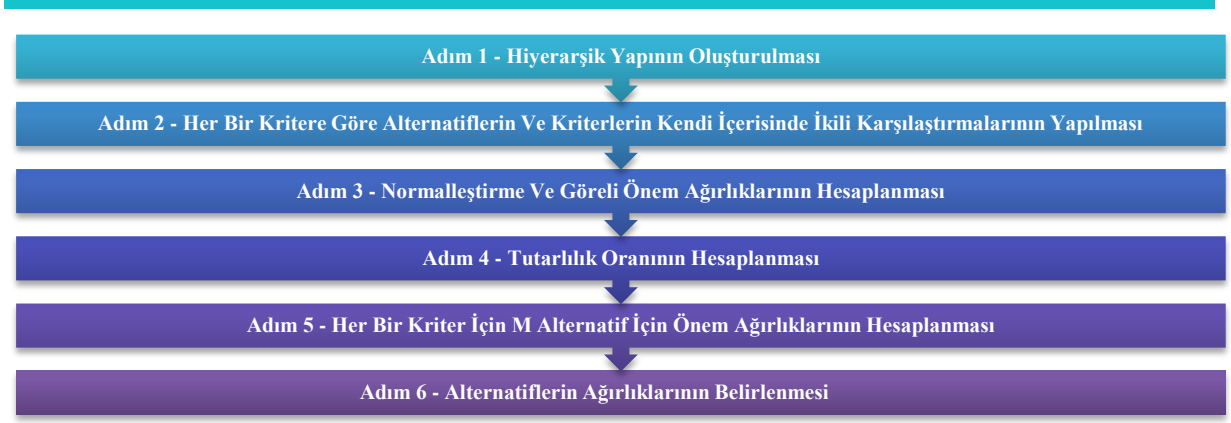 Adım 1 - Hiyerarşik Yapının Oluşturulması
Adım 2 - Her Bir Kritere Göre Alternatiflerin Ve Kriterlerin Kendi İçerisinde İkili Karşılaştırmalarının Yapılması
Adım 3 - Normalleştirme Ve Göreli Önem Ağırlıklarının Hesaplanması
Adım 4 - Tutarlılık Oranının Hesaplanması
Adım 5 - Her Bir Kriter İçin M Alternatif İçin Önem Ağırlıklarının Hesaplanması
Adım 6 - Alternatiflerin Ağırlıklarının Belirlenmesi